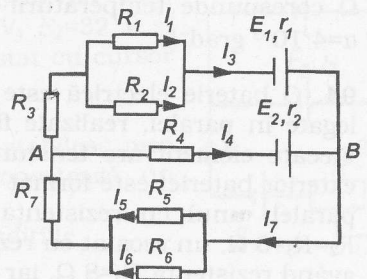 R₁ I₁ E₁, r₁
R₂ I₂ I₃
R₃ E₂, r₂
A R₄ I₄ B
R₇ I₅ R₅ I₇
I₆ R₆